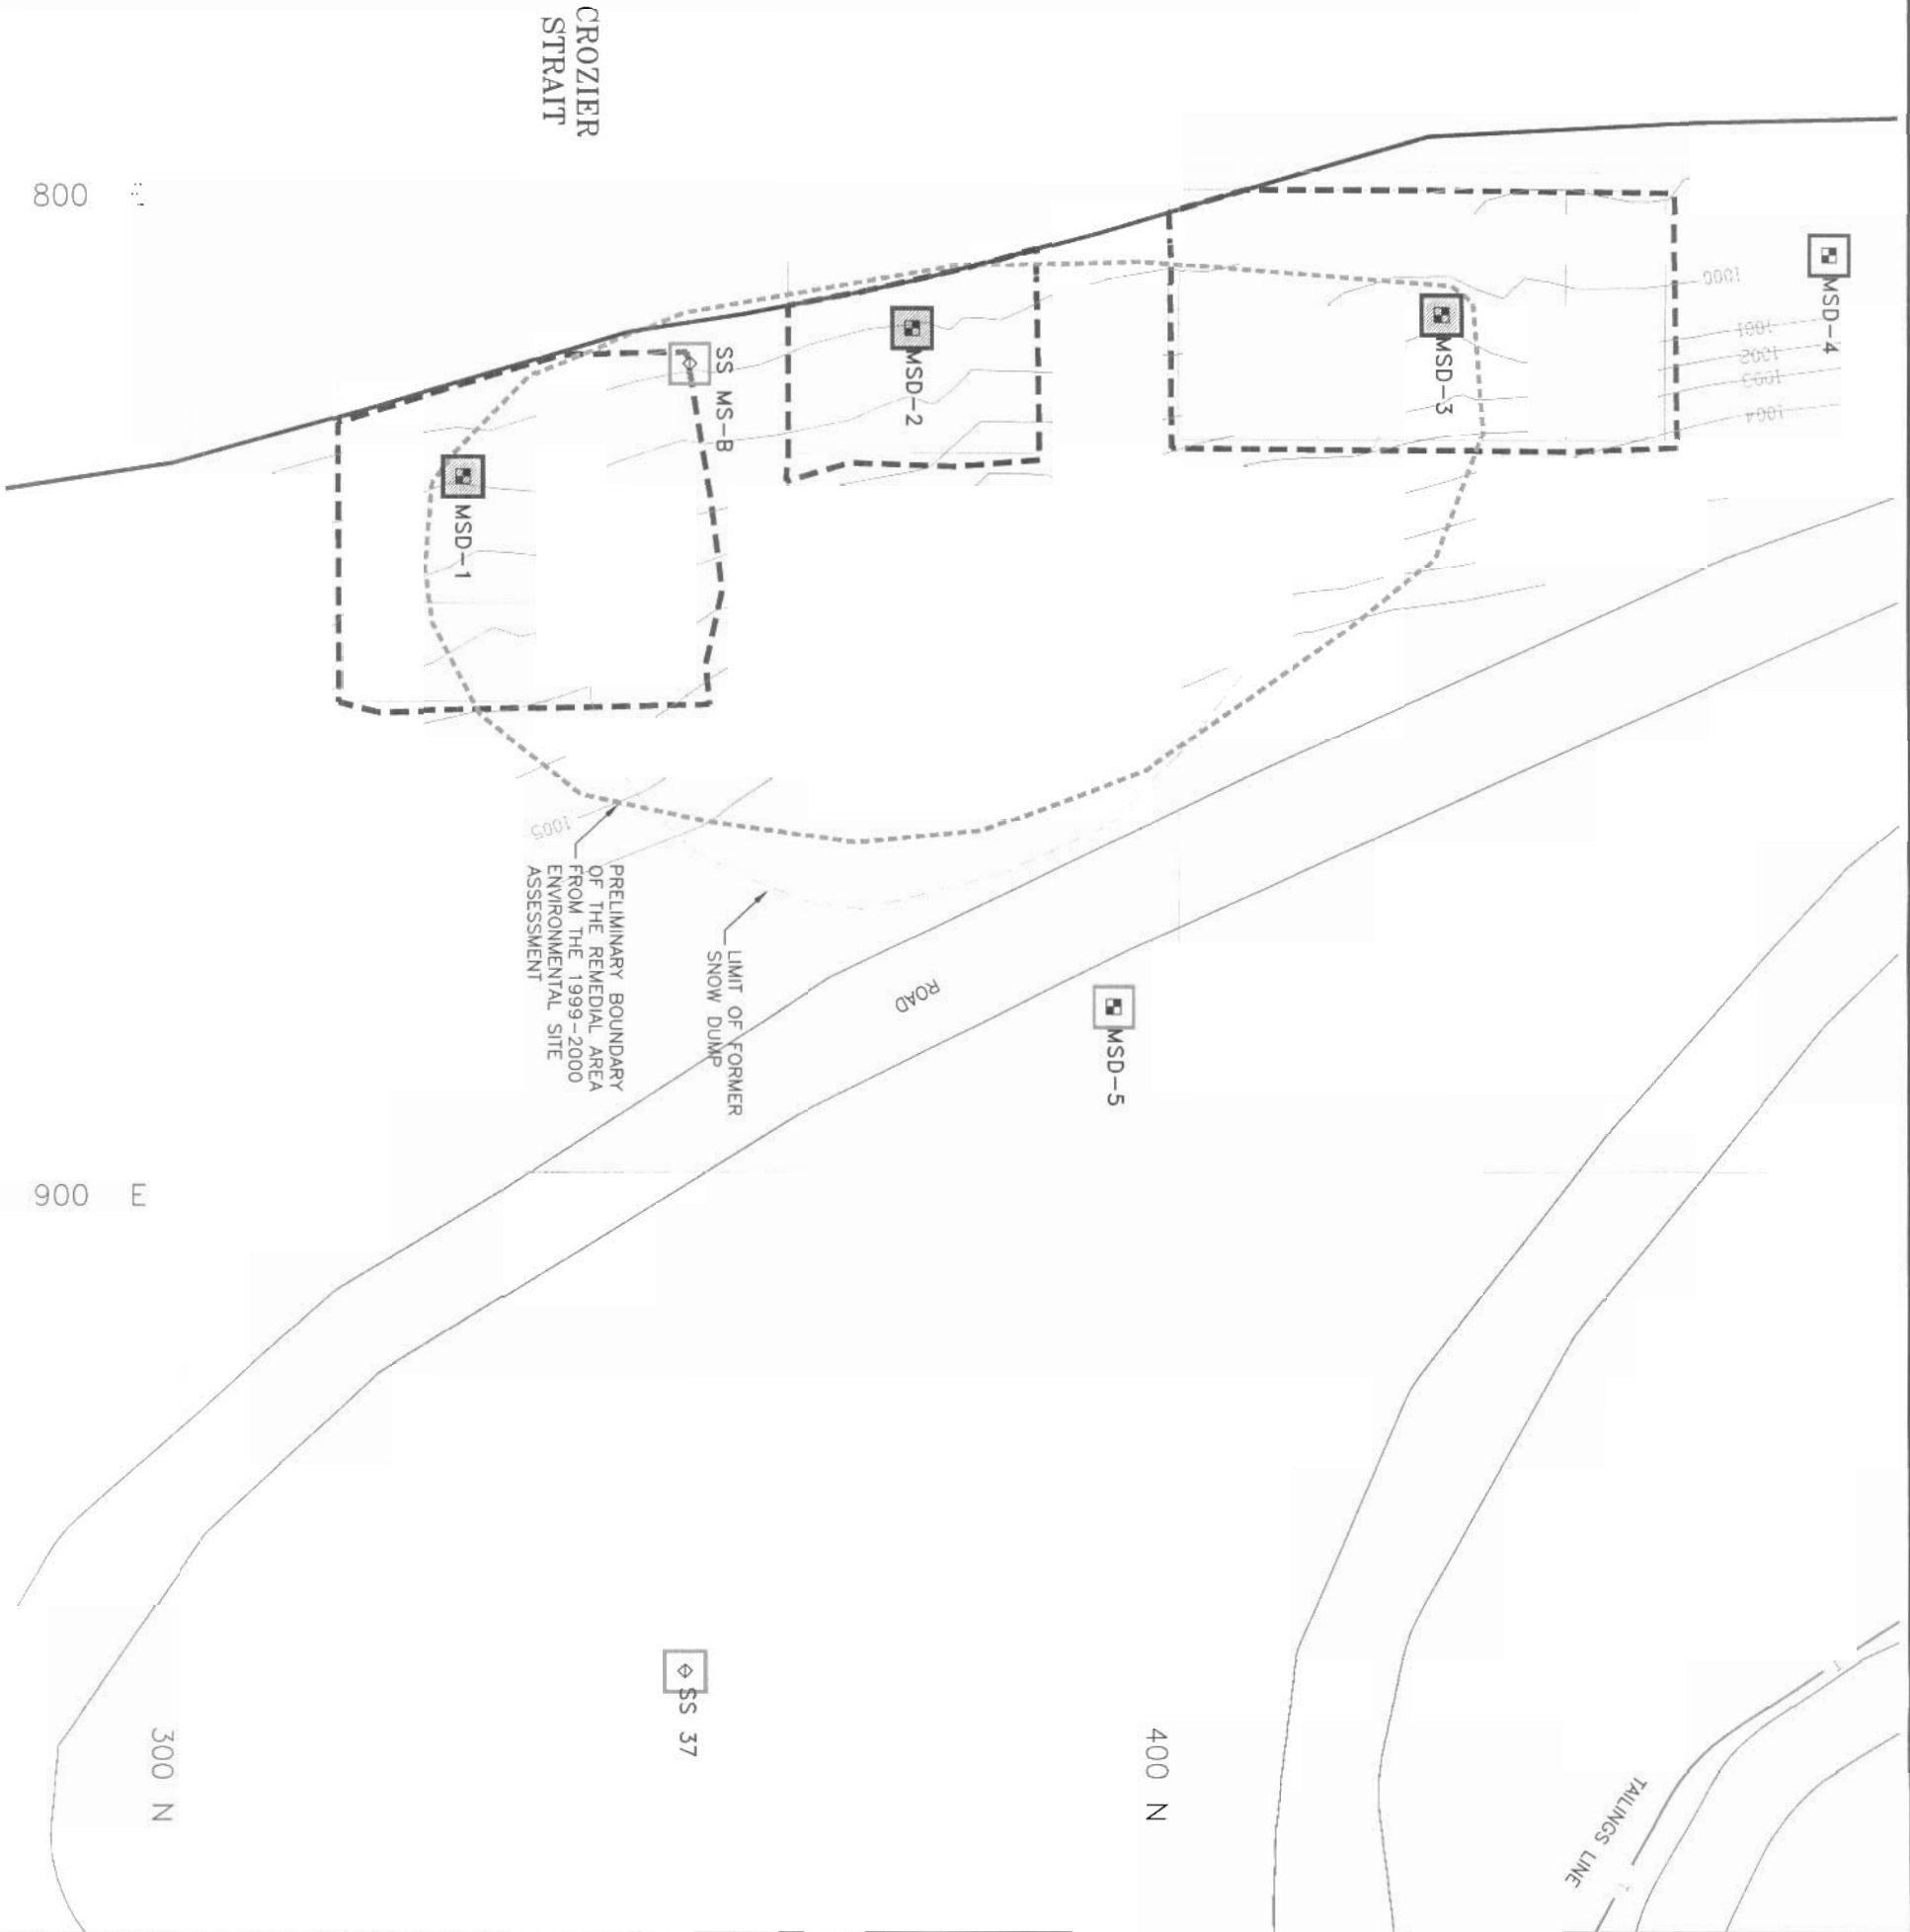 CROZIER
STRAIT
800
MSD-4
1000
1001
1002
1003
1004
MSD-3
MSD-2
SS MS-B
MSD-1
1005
PRELIMINARY BOUNDARY
OF THE REMEDIAL AREA
FROM THE 1999-2000
ENVIRONMENTAL SITE
ASSESSMENT
LIMIT OF FORMER
SNOW DUMP
ROAD
MSD-5
900 E
SS 37
300 N
400 N
TAILINGS LINE
T